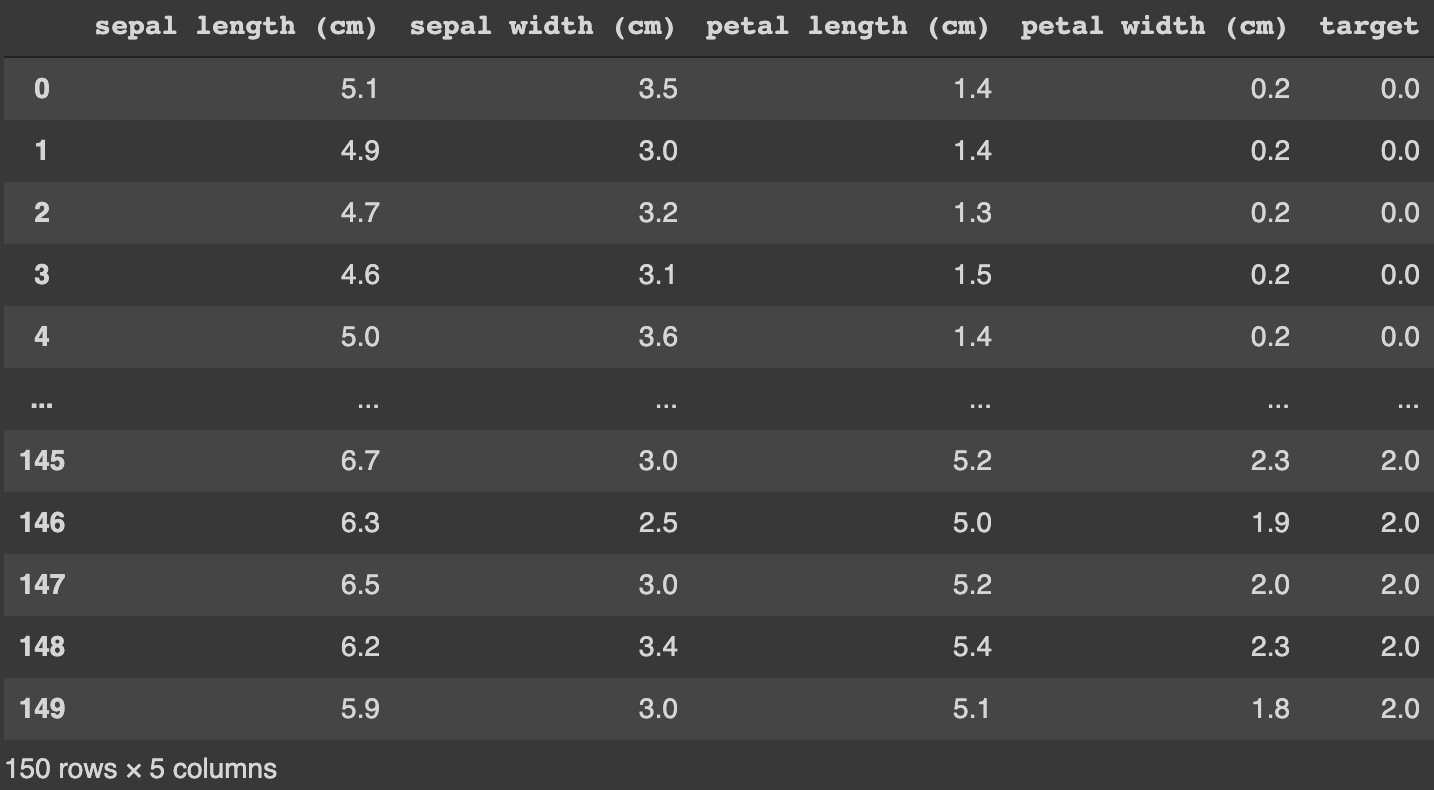 sepal length (cm) sepal width (cm) petal length (cm) petal width (cm) target
0 5.1 3.5 1.4 0.2 0.0
1 4.9 3.0 1.4 0.2 0.0
2 4.7 3.2 1.3 0.2 0.0
3 4.6 3.1 1.5 0.2 0.0
4 5.0 3.6 1.4 0.2 0.0
... ... ... ... ... ...
145 6.7 3.0 5.2 2.3 2.0
146 6.3 2.5 5.0 1.9 2.0
147 6.5 3.0 5.2 2.0 2.0
148 6.2 3.4 5.4 2.3 2.0
149 5.9 3.0 5.1 1.8 2.0
150 rows × 5 columns